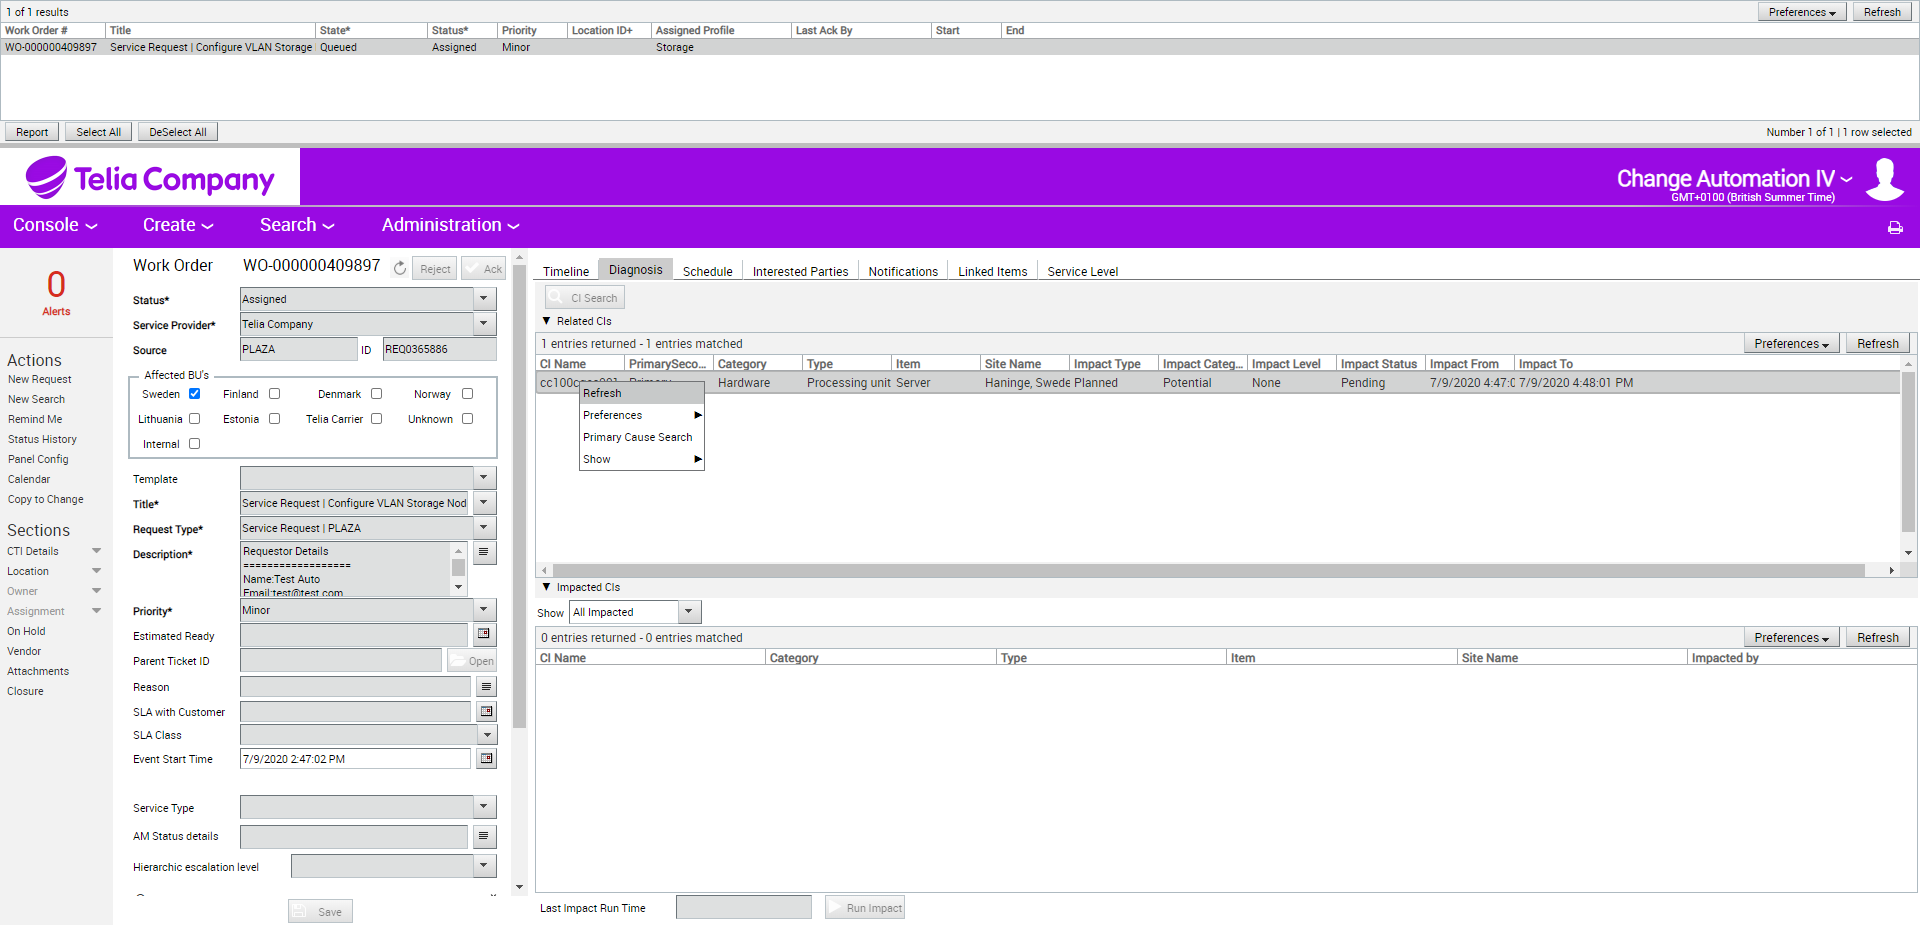 1 of 1 results
Preferences
Refresh
Work Order # Title State* Status* Priority Location ID+ Assigned Profile Last Ack By Start End
WO-000000409897 Service Request | Configure VLAN Storage Queued Assigned Minor Storage
Report Select All DeSelect All
Number 1 of 1 | 1 row selected
Telia Company
Change Automation IV
GMT+0100 (British Summer Time)
Console Create Search Administration
0
Alerts
Actions
New Request
New Search
Remind Me
Status History
Panel Config
Calendar
Copy to Change
Sections
CTI Details
Location
Owner
Assignment
On Hold
Vendor
Attachments
Closure
Work Order WO-000000409897 Reject Ack
Status* Assigned
Service Provider* Telia Company
Source PLAZA ID REQ0365886
Affected BU's
Sweden Finland Denmark Norway
Lithuania Estonia Telia Carrier Unknown
Internal
Template
Title* Service Request | Configure VLAN Storage Nod
Request Type* Service Request | PLAZA
Description* Requestor Details
==================
Name:Test Auto
Email:test@test.com
Priority* Minor
Estimated Ready
Parent Ticket ID Open
Reason
SLA with Customer
SLA Class
Event Start Time 7/9/2020 2:47:02 PM
Service Type
AM Status details
Hierarchic escalation level
Save
Timeline Diagnosis Schedule Interested Parties Notifications Linked Items Service Level
CI Search
Related CIs
1 entries returned - 1 entries matched
Preferences Refresh
CI Name PrimarySeco... Category Type Item Site Name Impact Type Impact Categ... Impact Level Impact Status Impact From Impact To
Primary Hardware Processing unit Server Haninge, Swede Planned Potential None Pending 7/9/2020 4:47:0 7/9/2020 4:48:01 PM
Refresh
Preferences
Primary Cause Search
Show
Impacted CIs
Show All Impacted
0 entries returned - 0 entries matched
Preferences Refresh
CI Name Category Type Item Site Name Impacted by
Last Impact Run Time Run Impact